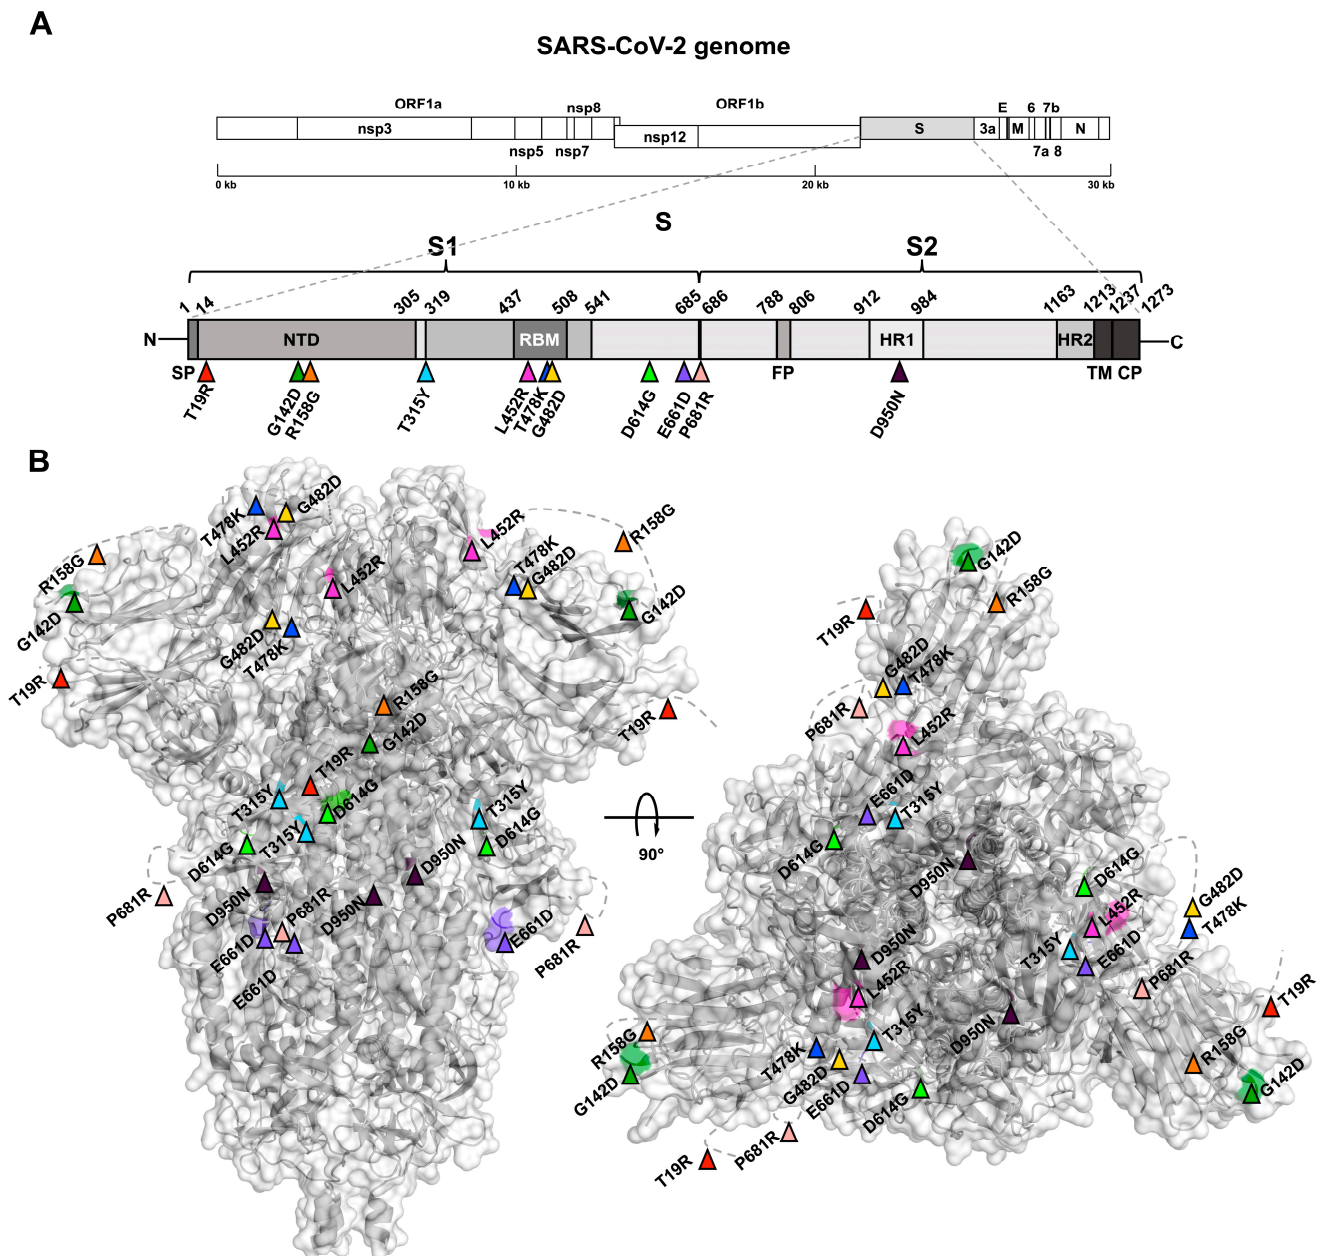 A
SARS-CoV-2 genome
ORF1a
nsp8
ORF1b
E
6
7b
nsp3
nsp12
S
3a
M
N
nsp5
nsp7
7a
8
0 kb
10 kb
20 kb
30 kb
S
S1
S2
1
14
305
319
437
508
541
685
686
788
806
912
984
1163
1213
1237
1273
N
NTD
RBM
HR1
HR2
C
SP
FP
TM
CP
T19R
G142D
R158G
T315Y
L452R
T478K
G482D
D614G
E661D
P681R
D950N
B
T478K
G482D
L452R
L452R
L452R
R158G
T478K
G482D
R158G
G142D
G142D
G482D
T478K
T19R
R158G
G142D
T19R
T19R
T315Y
D614G
T315Y
T315Y
D614G
D614G
D950N
D950N
D950N
P681R
P681R
P681R
E661D
E661D
E661D
90°
G142D
R158G
T19R
G482D
T478K
P681R
L452R
E661D
T315Y
D614G
D950N
D614G
L452R
G482D
T478K
T315Y
E661D
P681R
T19R
R158G
G142D
D950N
L452R
T315Y
D950N
R158G
G142D
T478K
G482D
E661D
D614G
P681R
T19R